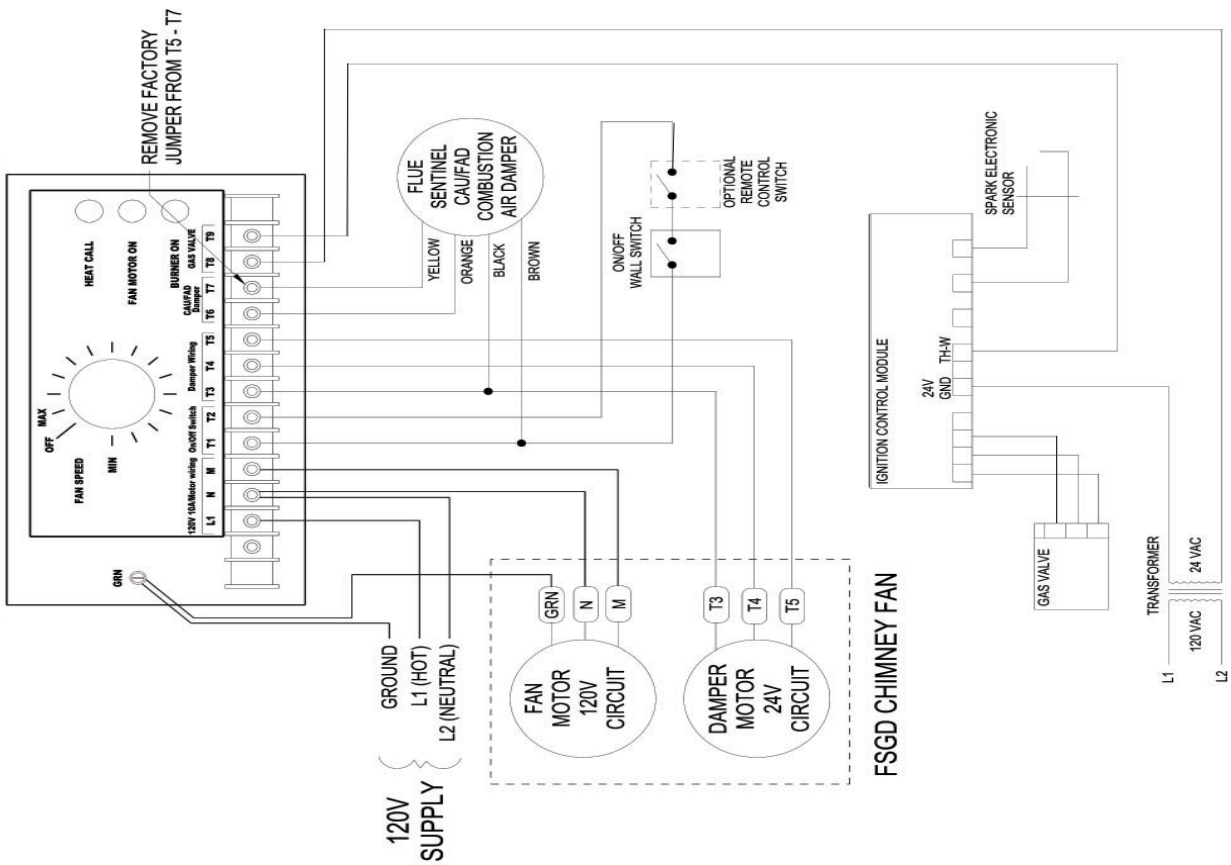 REMOVE FACTORY
JUMPER FROM T5 - T7
HEAT CALL
FAN MOTOR ON
BURNER ON
OFF
MAX
FAN SPEED
MIN
GRN
120V 10A/Motor wiring
On/Off Switch
Damper Wiring
CAU/FAD
Damper
GAS VALVE
L1
N
M
T1
T2
T3
T4
T5
T6
T7
T8
T9
FLUE
SENTINEL
CAU/FAD
COMBUSTION
AIR DAMPER
YELLOW
ORANGE
BLACK
BROWN
ON/OFF
WALL SWITCH
OPTIONAL
REMOTE
CONTROL
SWITCH
120V
SUPPLY
GROUND
L1 (HOT)
L2 (NEUTRAL)
FAN
MOTOR
120V
CIRCUIT
GRN
N
M
DAMPER
MOTOR
24V
CIRCUIT
T3
T4
T5
FSGD CHIMNEY FAN
IGNITION CONTROL MODULE
24V
GND
TH-W
SPARK ELECTRONIC
SENSOR
GAS VALVE
TRANSFORMER
120 VAC
24 VAC
L1
L2